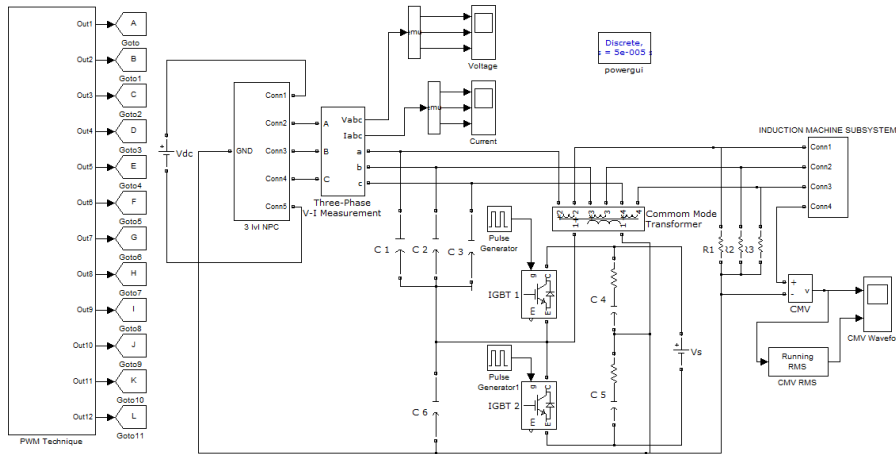 Out1
A
Goto
Out2
B
Goto1
Out3
C
Goto2
Out4
D
Goto3
Out5
E
Goto4
Out6
F
Goto5
Out7
G
Goto6
Out8
H
Goto7
Out9
I
Goto8
Out10
J
Goto9
Out11
K
Goto10
Out12
L
Goto11
PWM Technique
Vdc
GND
Conn1
Conn2
Conn3
Conn4
Conn5
3 lvl NPC
A
B
C
Vabc
Iabc
a
b
c
Three-Phase
V-I Measurement
Voltage
Current
Discrete,
s = 5e-005
powergui
INDUCTION MACHINE SUBSYSTEM
Conn1
Conn2
Conn3
Conn4
Commom Mode
Transformer
R1
R2
R3
C 1
C 2
C 3
Pulse
Generator
g
C
m
E
IGBT 1
C 4
Vs
Pulse
Generator1
g
C
m
E
IGBT 2
C 5
C 6
+
-
v
CMV
Running
RMS
CMV RMS
CMV Wavefo